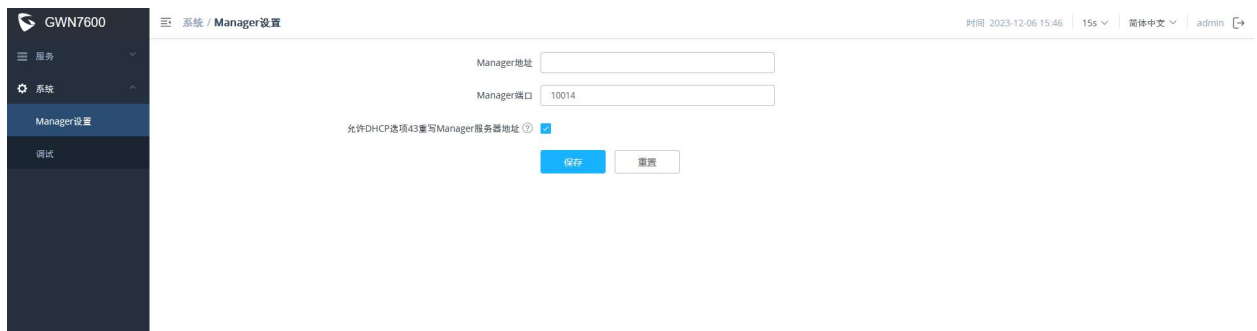 GWN7600
系统 / Manager设置
时间 2023-12-06 15:46 15s 简体中文 admin
服务
系统
Manager设置
调试
Manager地址
Manager端口 10014
允许DHCP选项43重写Manager服务器地址 ?
保存 重置